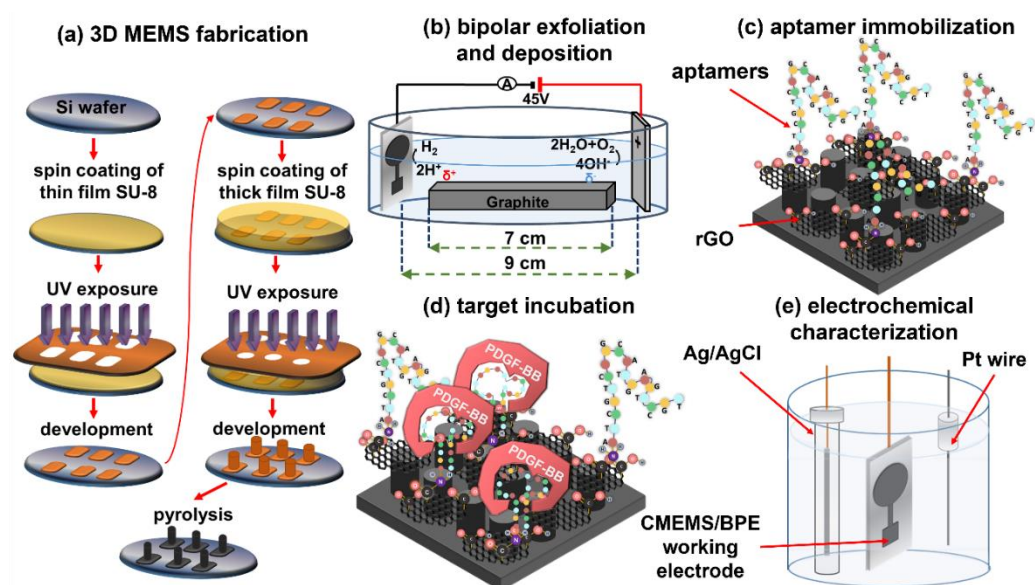 (a) 3D MEMS fabrication
Si wafer
spin coating of
thin film SU-8
UV exposure
development
spin coating of
thick film SU-8
UV exposure
development
pyrolysis
(b) bipolar exfoliation
and deposition
A
45V
H₂
2H⁺
δ⁺
2H₂O+O₂
4OH⁻
δ⁻
Graphite
7 cm
9 cm
(c) aptamer immobilization
aptamers
rGO
(d) target incubation
PDGF-BB
PDGF-BB
PDGF-BB
(e) electrochemical
characterization
Ag/AgCl
Pt wire
CMEMS/BPE
working
electrode